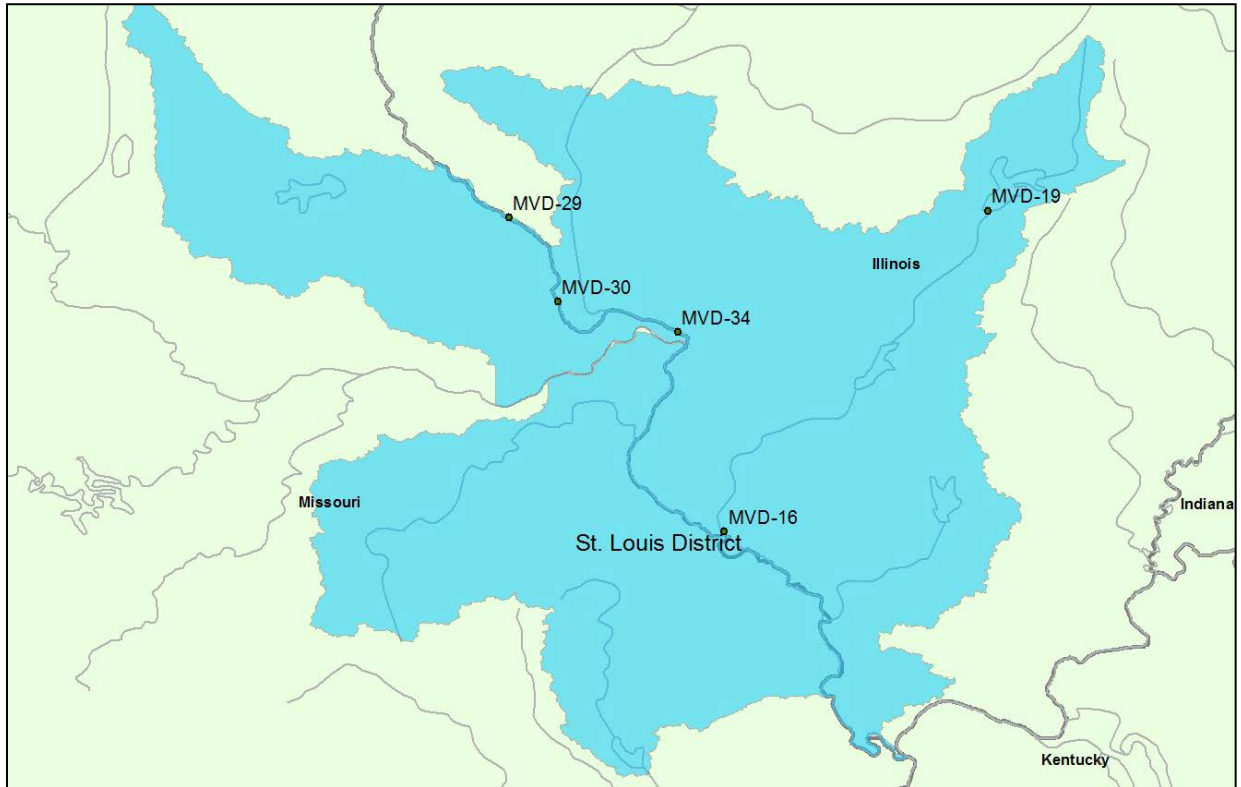 MVD-29
MVD-19
Illinois
MVD-30
MVD-34
Missouri
Indiana
MVD-16
St. Louis District
Kentucky